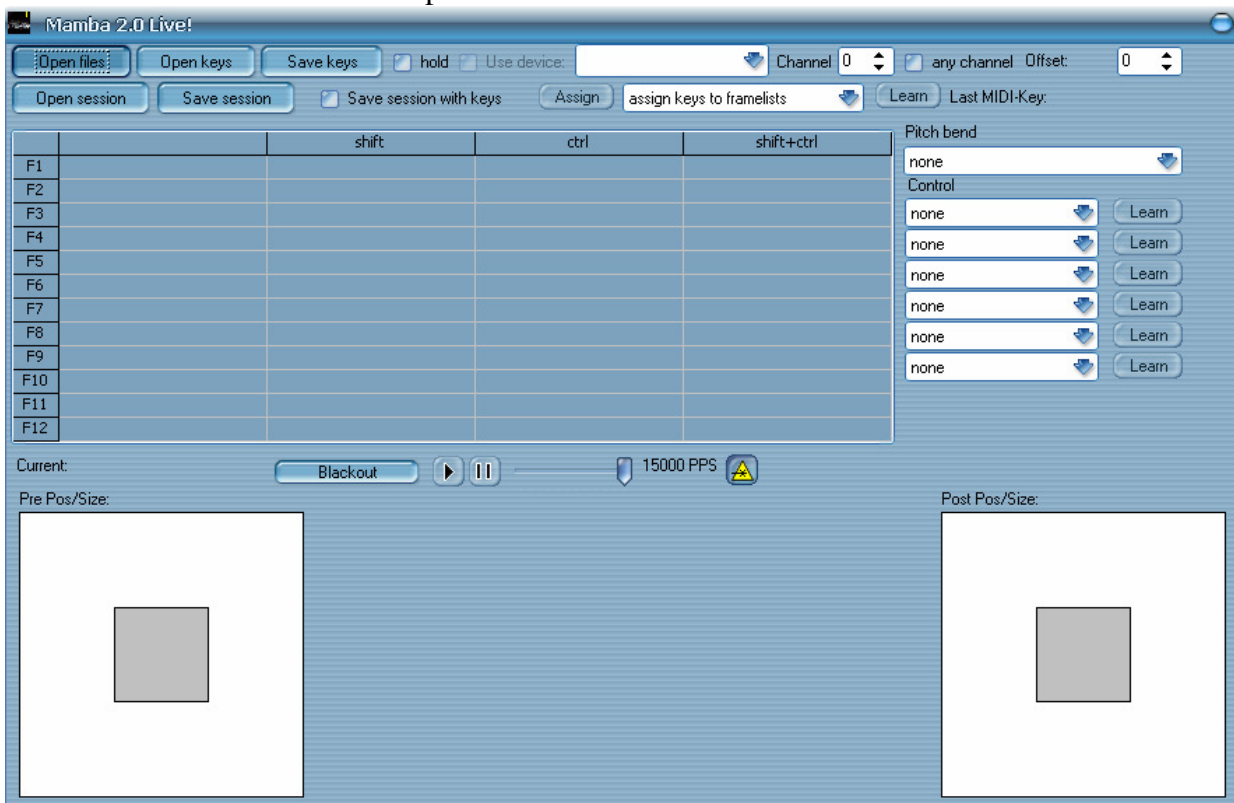 Mamba 2.0 Live!
Open files Open keys Save keys hold Use device: Channel 0 any channel Offset: 0
Open session Save session Save session with keys Assign assign keys to framelists Learn Last MIDI-Key:
shift ctrl shift+ctrl Pitch bend
F1 none
F2 Control
F3 none Learn
F4 none Learn
F5
F6 none Learn
F7 none Learn
F8 none Learn
F9
F10 none Learn
F11
F12
Current: Blackout 15000 PPS
Pre Pos/Size: Post Pos/Size: